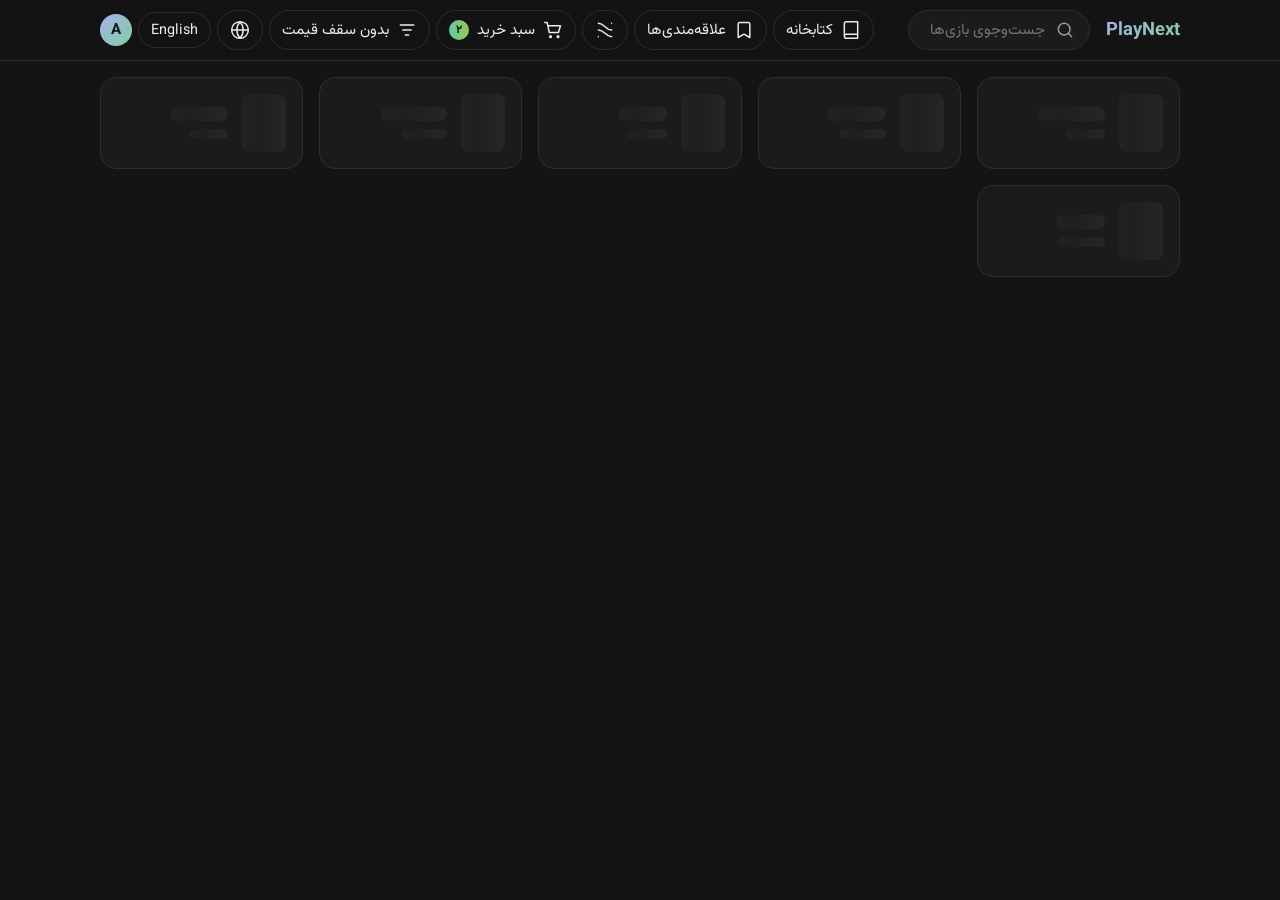 PlayNext
جست‌وجوی بازی‌ها
کتابخانه
علاقه‌مندی‌ها
سبد خرید ۲
بدون سقف قیمت
English
A